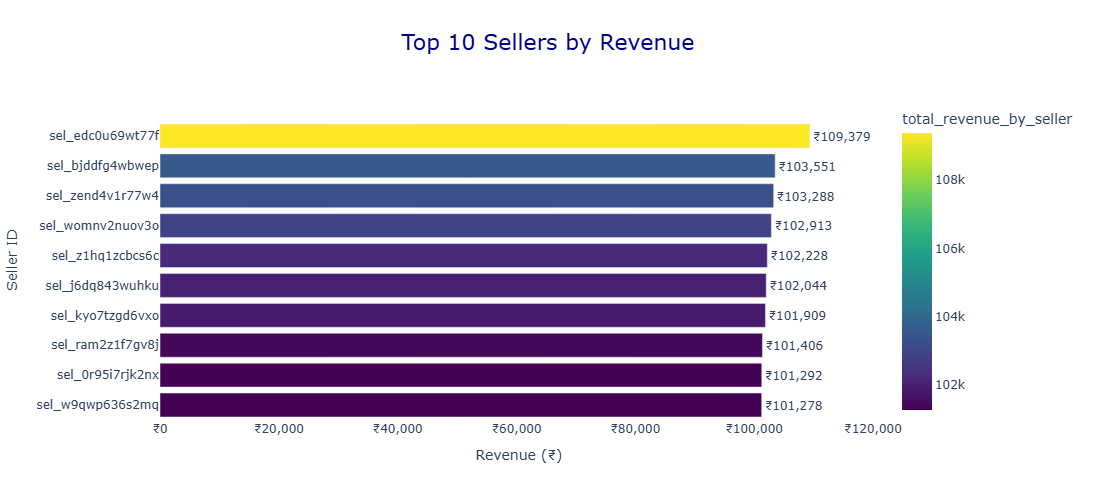 Top 10 Sellers by Revenue
total_revenue_by_seller
sel_edc0u69wt77f ₹109,379
sel_bjddfg4wbwep ₹103,551
sel_zend4v1r77w4 ₹103,288
sel_womnv2nuov3o ₹102,913
sel_z1hq1zcbcs6c ₹102,228
sel_j6dq843wuhku ₹102,044
sel_kyo7tzgd6vxo ₹101,909
sel_ram2z1f7gv8j ₹101,406
sel_0r95i7rjk2nx ₹101,292
sel_w9qwp636s2mq ₹101,278
Seller ID
₹0 ₹20,000 ₹40,000 ₹60,000 ₹80,000 ₹100,000 ₹120,000
Revenue (₹)
108k
106k
104k
102k